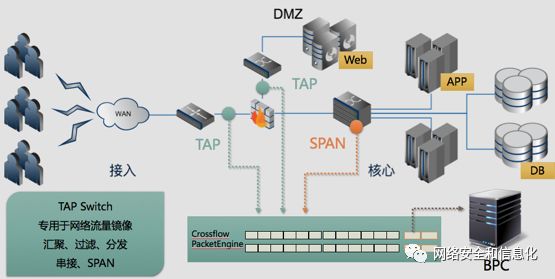 DMZ
Web
TAP
APP
WAN
TAP
SPAN
接入
核心
DB
TAP Switch
专用于网络流量镜像
汇聚、过滤、分发
串接、SPAN
Crossflow
PacketEngine
BPC
网络安全和信息化